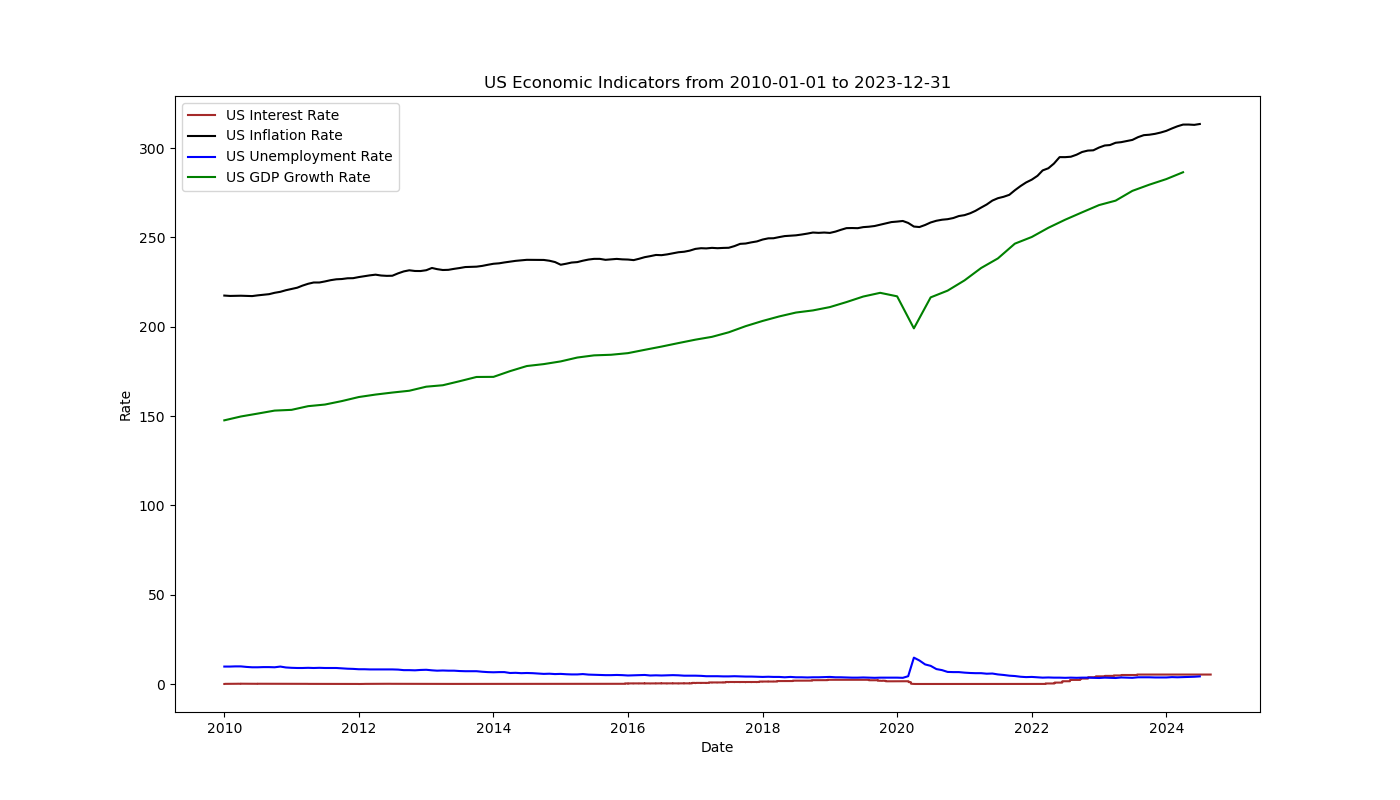 US Economic Indicators from 2010-01-01 to 2023-12-31
US Interest Rate
US Inflation Rate
US Unemployment Rate
US GDP Growth Rate
Rate
300
250
200
150
100
50
0
2010 2012 2014 2016 2018 2020 2022 2024
Date